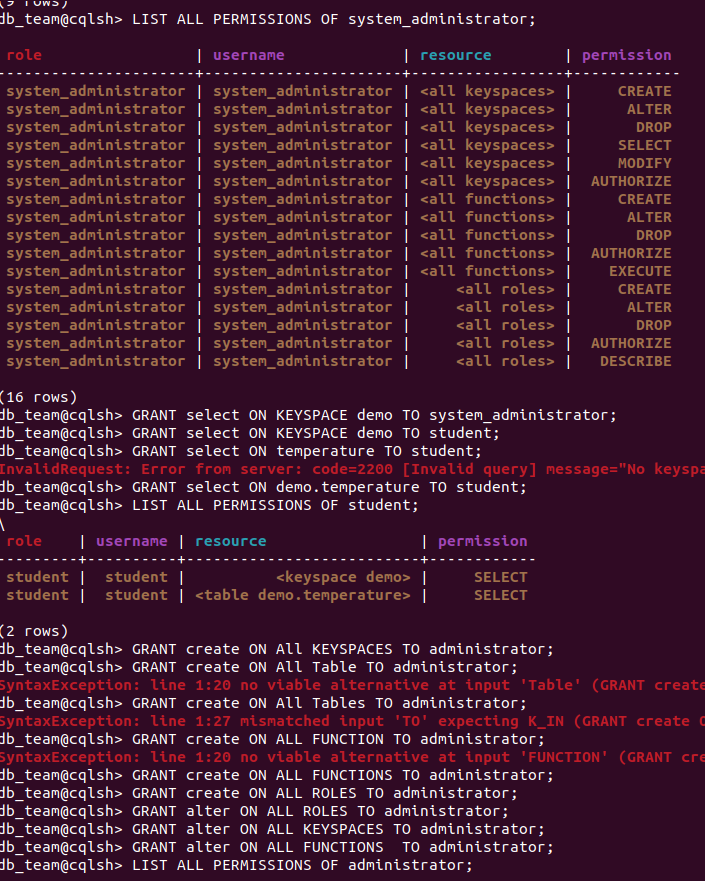 (9 rows)
db_team@cqlsh> LIST ALL PERMISSIONS OF system_administrator;
role | username | resource | permission
----------------------+----------------------+-----------------+------------
system_administrator | system_administrator | <all keyspaces> | CREATE
system_administrator | system_administrator | <all keyspaces> | ALTER
system_administrator | system_administrator | <all keyspaces> | DROP
system_administrator | system_administrator | <all keyspaces> | SELECT
system_administrator | system_administrator | <all keyspaces> | MODIFY
system_administrator | system_administrator | <all keyspaces> | AUTHORIZE
system_administrator | system_administrator | <all functions> | CREATE
system_administrator | system_administrator | <all functions> | ALTER
system_administrator | system_administrator | <all functions> | DROP
system_administrator | system_administrator | <all functions> | AUTHORIZE
system_administrator | system_administrator | <all functions> | EXECUTE
system_administrator | system_administrator | <all roles> | CREATE
system_administrator | system_administrator | <all roles> | ALTER
system_administrator | system_administrator | <all roles> | DROP
system_administrator | system_administrator | <all roles> | AUTHORIZE
system_administrator | system_administrator | <all roles> | DESCRIBE
(16 rows)
db_team@cqlsh> GRANT select ON KEYSPACE demo TO system_administrator;
db_team@cqlsh> GRANT select ON KEYSPACE demo TO student;
db_team@cqlsh> GRANT select ON temperature TO student;
InvalidRequest: Error from server: code=2200 [Invalid query] message="No keyspa
db_team@cqlsh> GRANT select ON demo.temperature TO student;
db_team@cqlsh> LIST ALL PERMISSIONS OF student;
\
role | username | resource | permission
---------+----------+--------------------------+------------
student | student | <keyspace demo> | SELECT
student | student | <table demo.temperature> | SELECT
(2 rows)
db_team@cqlsh> GRANT create ON All KEYSPACES TO administrator;
db_team@cqlsh> GRANT create ON All Table TO administrator;
SyntaxException: line 1:20 no viable alternative at input 'Table' (GRANT create
db_team@cqlsh> GRANT create ON All Tables TO administrator;
SyntaxException: line 1:27 mismatched input 'TO' expecting K_IN (GRANT create O
db_team@cqlsh> GRANT create ON ALL FUNCTION TO administrator;
SyntaxException: line 1:20 no viable alternative at input 'FUNCTION' (GRANT cre
db_team@cqlsh> GRANT create ON ALL FUNCTIONS TO administrator;
db_team@cqlsh> GRANT create ON ALL ROLES TO administrator;
db_team@cqlsh> GRANT alter ON ALL ROLES TO administrator;
db_team@cqlsh> GRANT alter ON ALL KEYSPACES TO administrator;
db_team@cqlsh> GRANT alter ON ALL FUNCTIONS  TO administrator;
db_team@cqlsh> LIST ALL PERMISSIONS OF administrator;